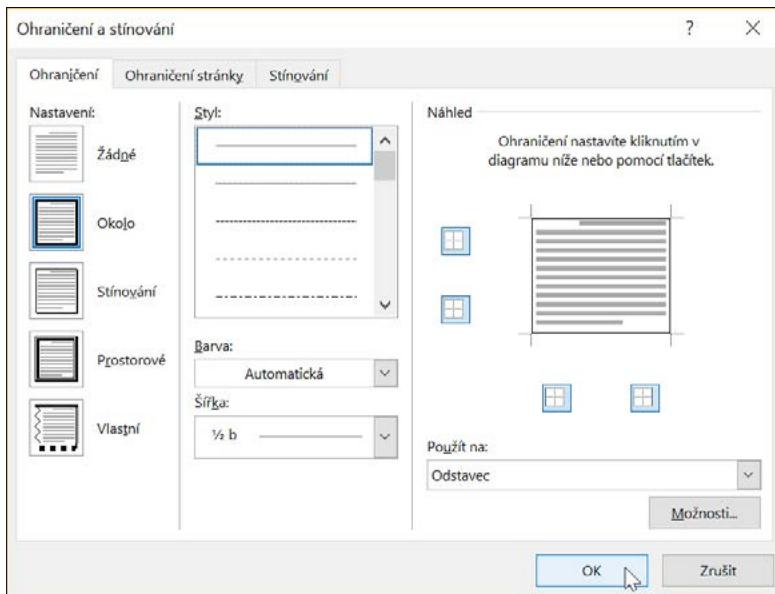 Ohraničení a stínování
?
Ohraničení
Ohraničení stránky
Stínování
Nastavení:
Žádné
Okolo
Stínování
Prostorové
Vlastní
Styl:
Barva:
Automatická
Šířka:
½ b
Náhled
Ohraničení nastavíte kliknutím v
diagramu níže nebo pomocí tlačítek.
Použít na:
Odstavec
Možnosti...
OK
Zrušit